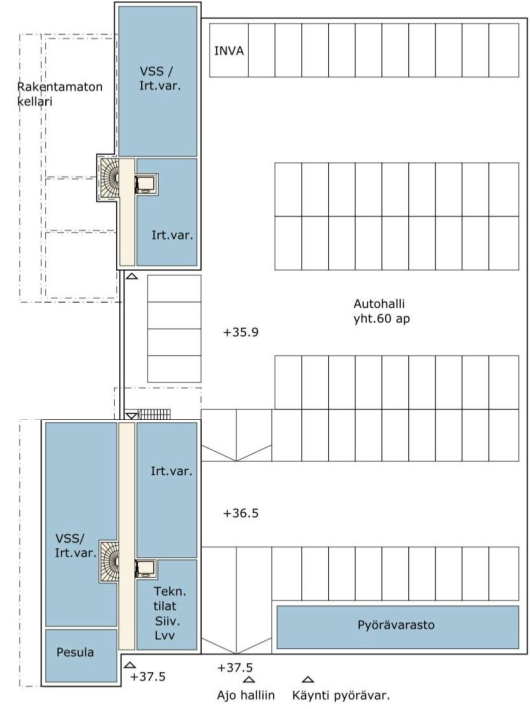 INVA
VSS /
Irt.var.
Rakentamaton
kellari
Irt.var.
Autohalli
yht.60 ap
+35.9
Irt.var.
+36.5
VSS/
Irt.var.
Tekn.
tilat
Siiv.
Lvv
Pyörävarasto
Pesula
+37.5
+37.5
Ajo halliin
Käynti pyörävar.